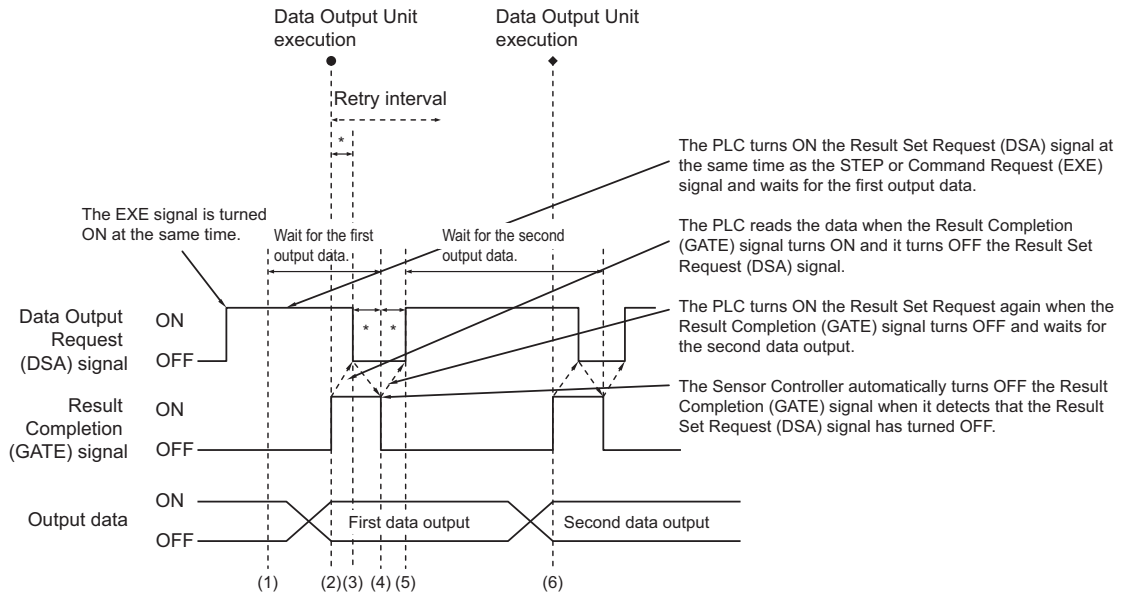 Data Output Unit
execution
Data Output Unit
execution
Retry interval
*
The PLC turns ON the Result Set Request (DSA) signal at
the same time as the STEP or Command Request (EXE)
signal and waits for the first output data.
The EXE signal is turned
ON at the same time.
Wait for the first
output data.
Wait for the second
output data.
The PLC reads the data when the Result Completion
(GATE) signal turns ON and it turns OFF the Result Set
Request (DSA) signal.
Data Output
Request
(DSA) signal
ON
OFF
*
*
The PLC turns ON the Result Set Request again when the
Result Completion (GATE) signal turns OFF and waits for
the second data output.
Result
Completion
(GATE) signal
ON
OFF
The Sensor Controller automatically turns OFF the Result
Completion (GATE) signal when it detects that the Result
Set Request (DSA) signal has turned OFF.
Output data
ON
OFF
First data output
Second data output
(1)
(2)
(3)
(4)
(5)
(6)